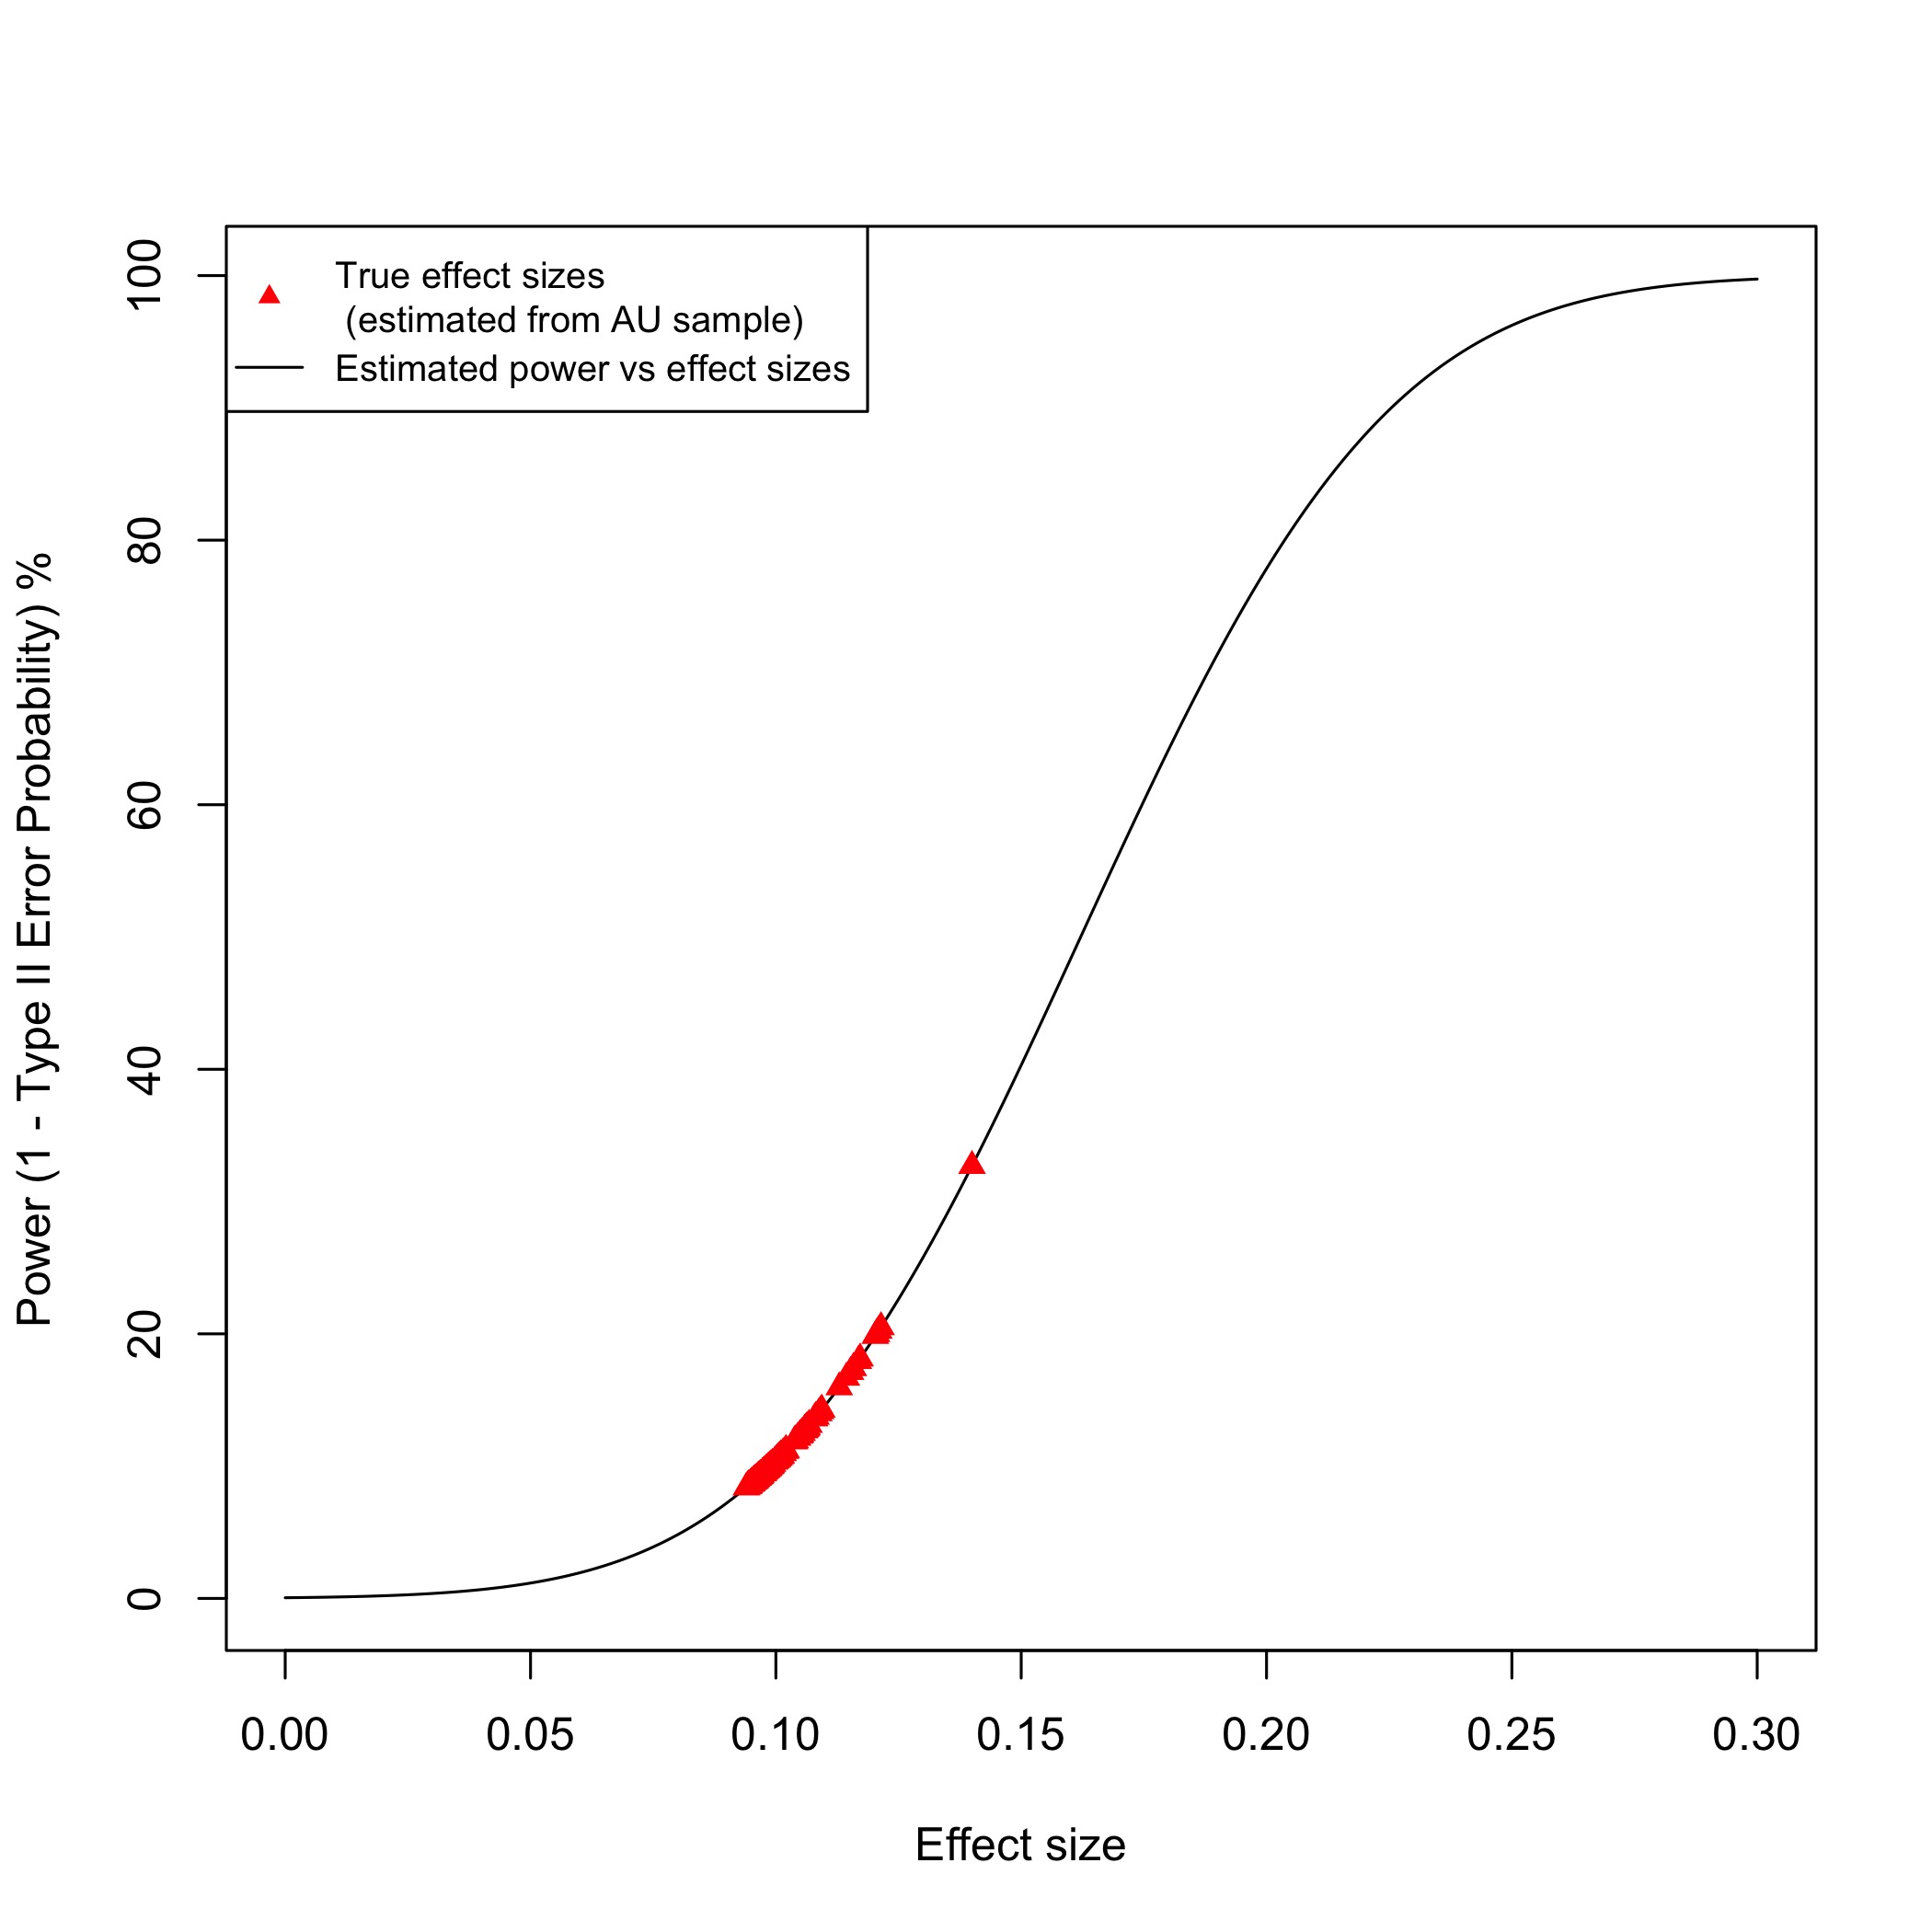 True effect sizes
(estimated from AU sample)
Estimated power vs effect sizes
Power (1 - Type II Error Probability) %
100
80
60
40
20
0
0.00 0.05 0.10 0.15 0.20 0.25 0.30
Effect size